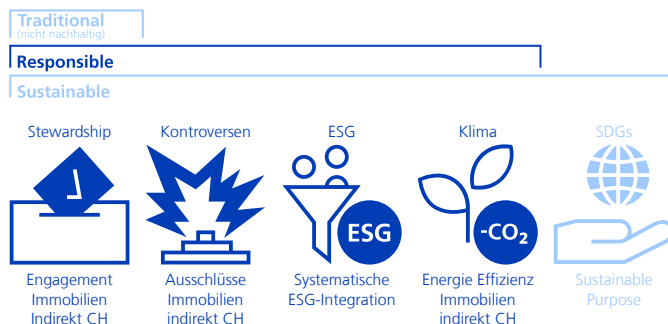 Traditional
(nicht nachhaltig)
Responsible
Sustainable
Stewardship
Kontroversen
ESG
Klima
SDGs
ESG
-CO₂
Engagement
Immobilien
Indirekt CH
Ausschlüsse
Immobilien
indirekt CH
Systematische
ESG-Integration
Energie Effizienz
Immobilien
indirekt CH
Sustainable
Purpose